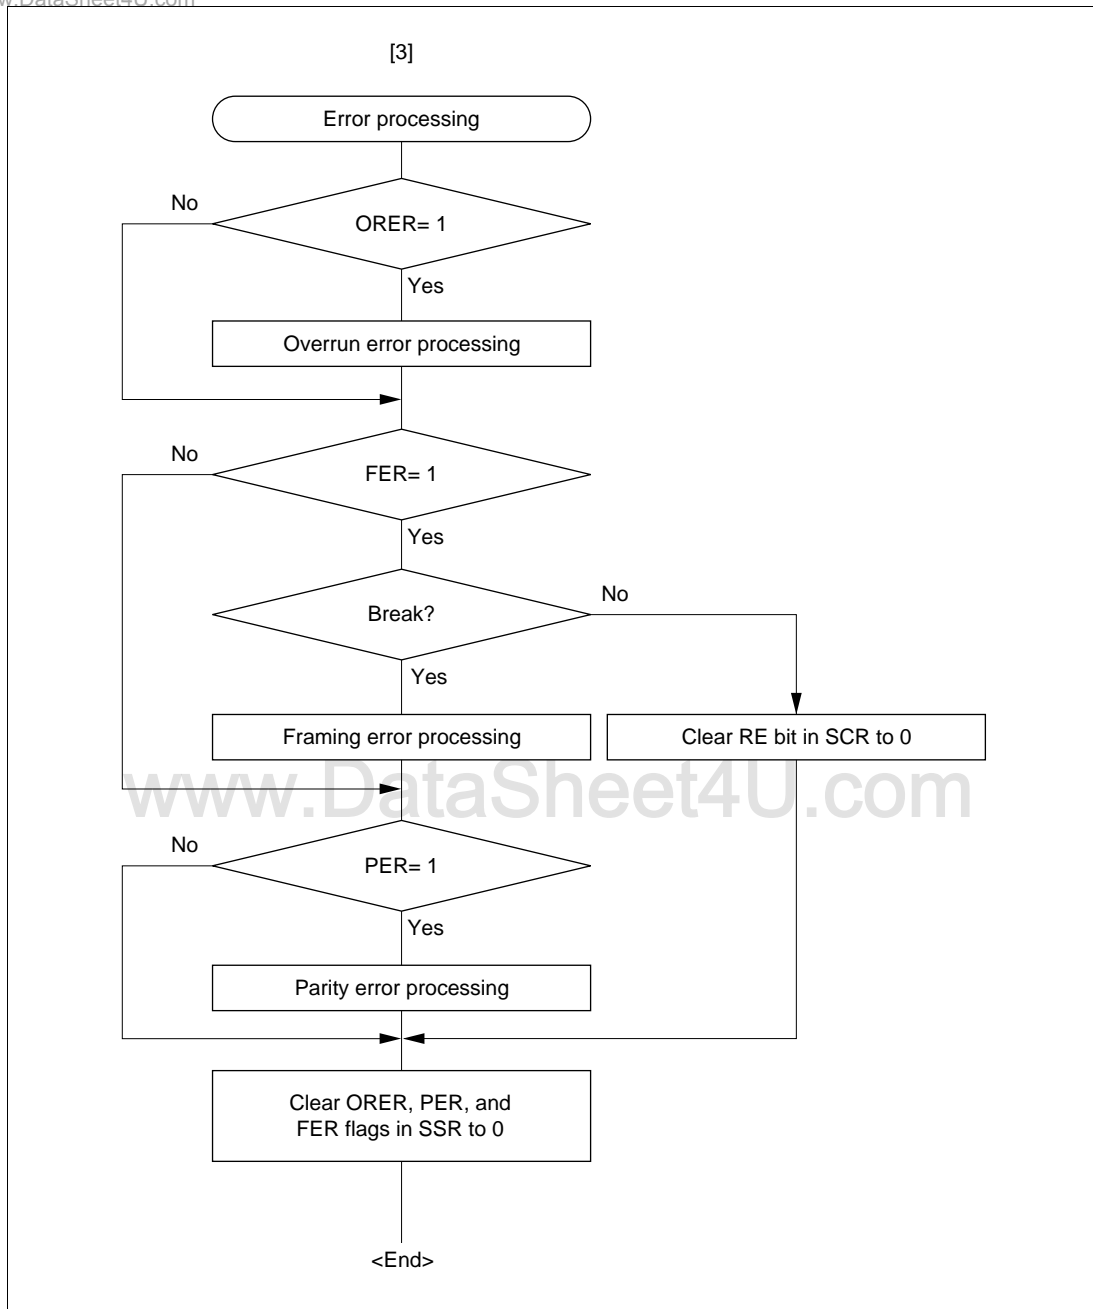 w.DataSheet4U.com
[3]
Error processing
No
ORER= 1
Yes
Overrun error processing
No
FER= 1
Yes
No
Break?
Yes
Framing error processing
Clear RE bit in SCR to 0
www.DataSheet4U.com
No
PER= 1
Yes
Parity error processing
Clear ORER, PER, and
FER flags in SSR to 0
<End>